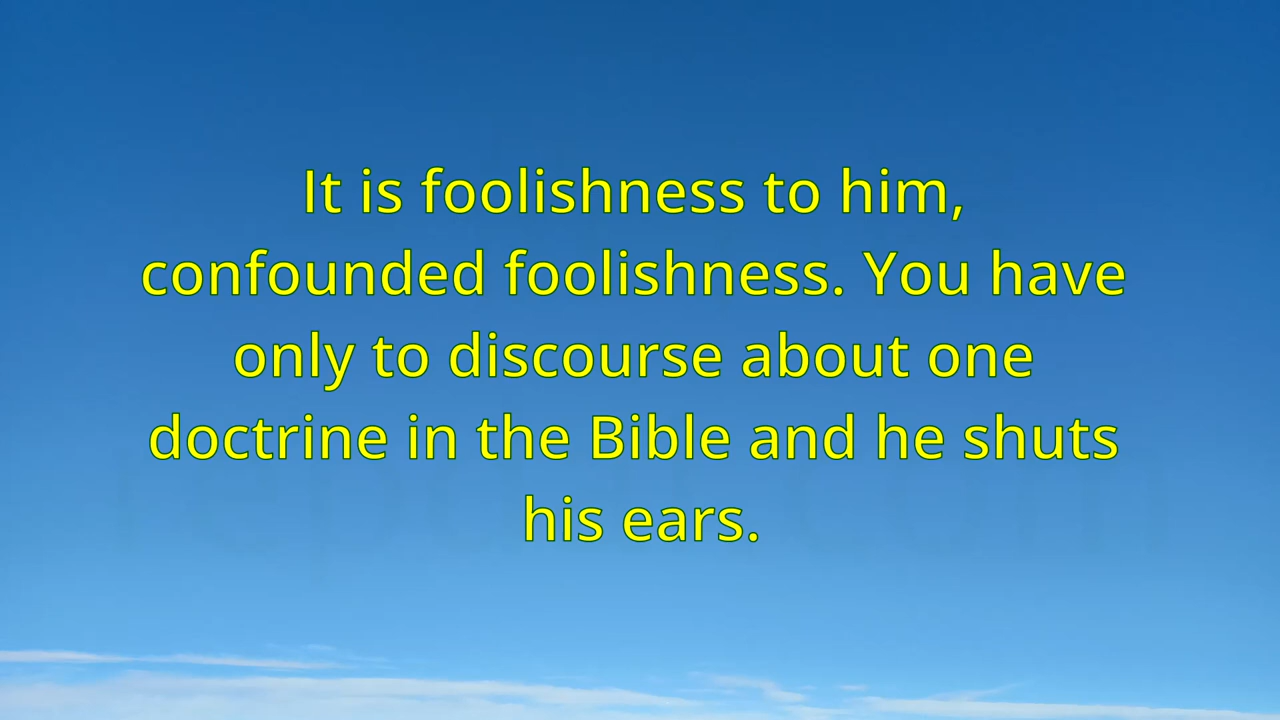 It is foolishness to him,
confounded foolishness. You have
only to discourse about one
doctrine in the Bible and he shuts
his ears.